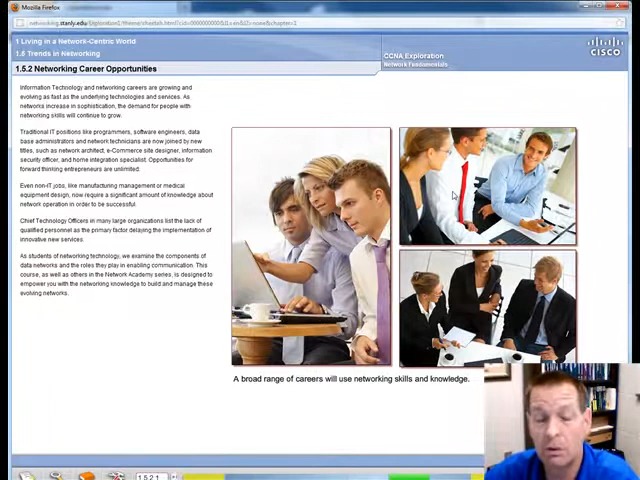 Mozilla Firefox
1 Living in a Network-Centric World
1.5 Trends in Networking
1.5.2 Networking Career Opportunities
CCNA Exploration
Network Fundamentals
CISCO
Information Technology and networking careers are growing and
evolving as fast as the underlying technologies and services. As
networks increase in sophistication, the demand for people with
networking skills will continue to grow.
Traditional IT positions like programmers, software engineers, data
base administrators and network technicians are now joined by new
titles, such as network architect, e-Commerce site designer, information
security officer, and home integration specialist. Opportunities for
forward thinking entrepreneurs are unlimited.
Even non-IT jobs, like manufacturing management or medical
equipment design, now require a significant amount of knowledge about
network operation in order to be successful.
Chief Technology Officers in many large organizations list the lack of
qualified personnel as the primary factor delaying the implementation of
innovative new services.
As students of networking technology, we examine the components of
data networks and the roles they play in enabling communication. This
course, as well as others in the Network Academy series, is designed to
empower you with the networking knowledge to build and manage these
evolving networks.
A broad range of careers will use networking skills and knowledge.
1.5.2.1